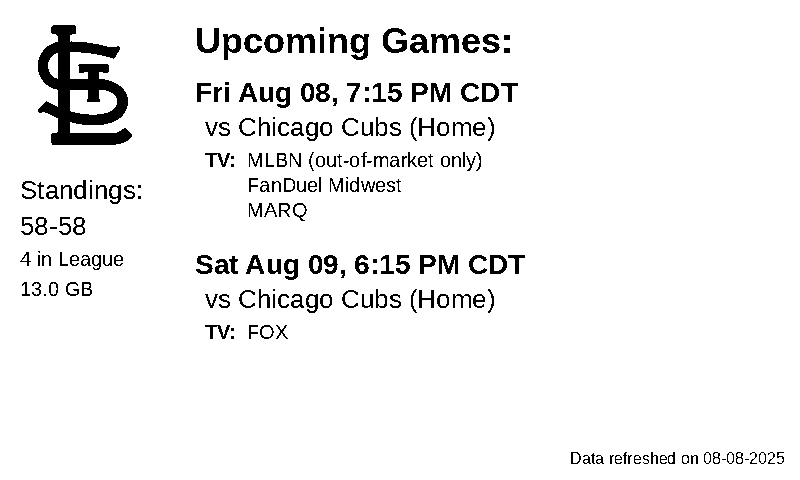 STL
Standings:
58-58
4 in League
13.0 GB
Upcoming Games:
Fri Aug 08, 7:15 PM CDT
vs Chicago Cubs (Home)
TV: MLBN (out-of-market only)
FanDuel Midwest
MARQ
Sat Aug 09, 6:15 PM CDT
vs Chicago Cubs (Home)
TV: FOX
Data refreshed on 08-08-2025